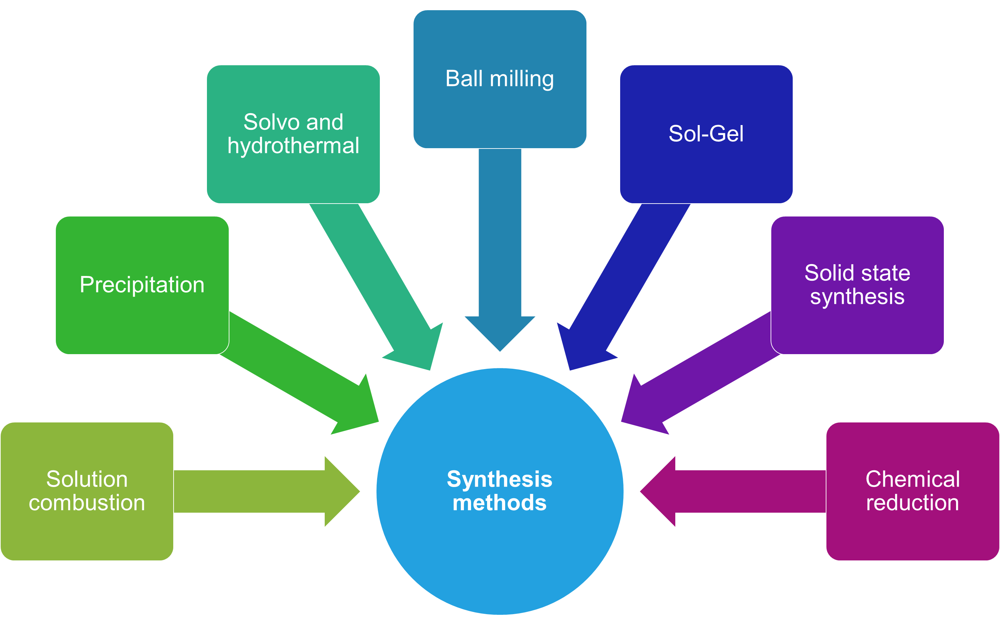 Ball milling
Solvo and
hydrothermal
Sol-Gel
Precipitation
Solid state
synthesis
Solution
combustion
Synthesis
methods
Chemical
reduction